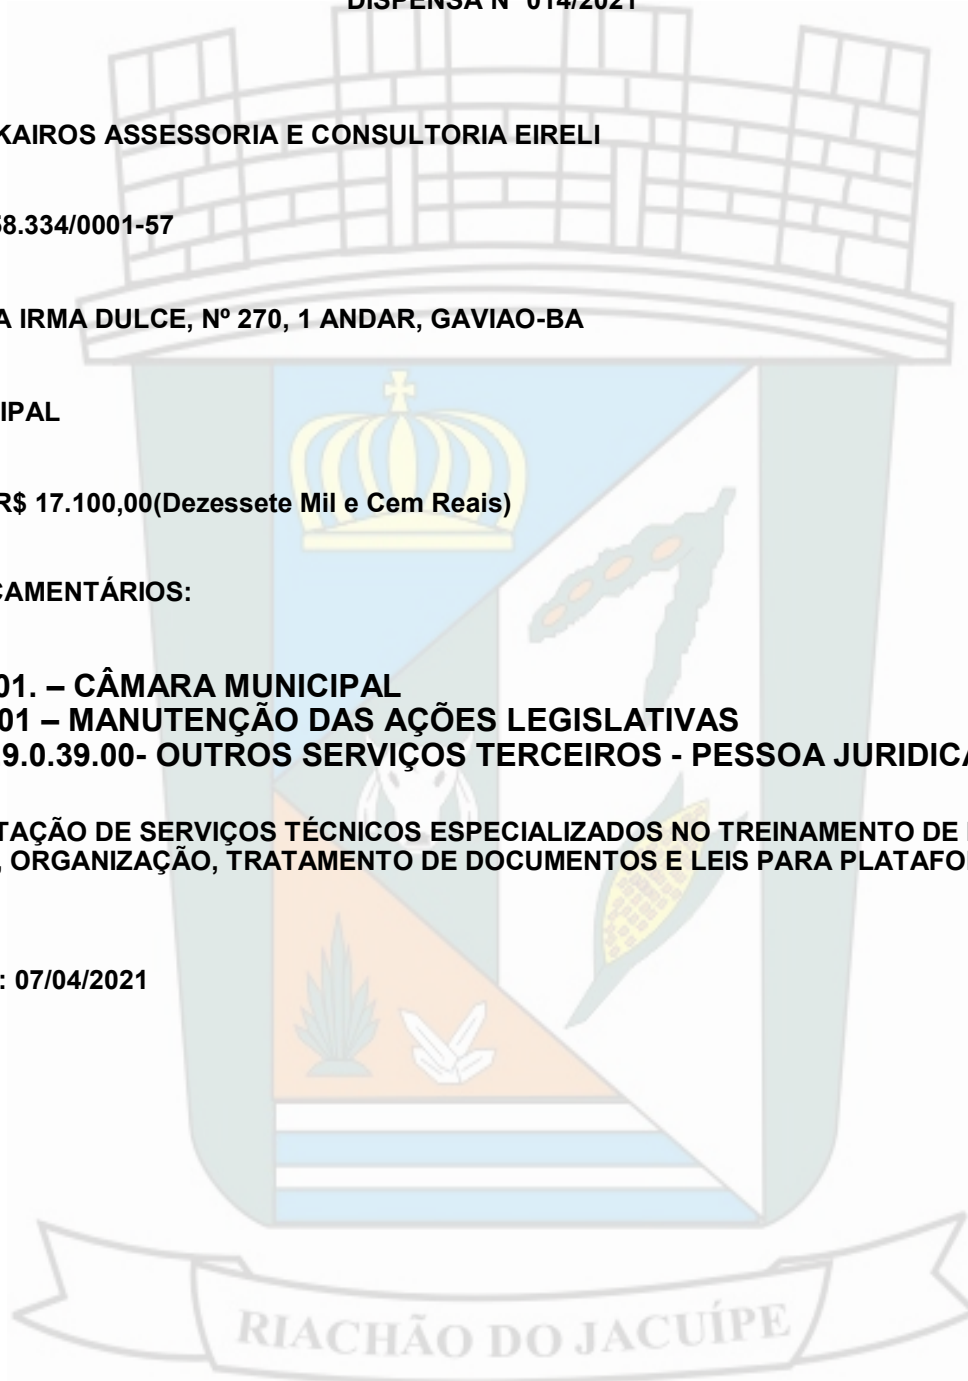 DISPENSA Nº 014/2021
KAIROS ASSESSORIA E CONSULTORIA EIRELI
58.334/0001-57
A IRMA DULCE, Nº 270, 1 ANDAR, GAVIAO-BA
IPAL
R$ 17.100,00(Dezessete Mil e Cem Reais)
ÇAMENTÁRIOS:
01. – CÂMARA MUNICIPAL
01 – MANUTENÇÃO DAS AÇÕES LEGISLATIVAS
.9.0.39.00- OUTROS SERVIÇOS TERCEIROS - PESSOA JURIDICA
TAÇÃO DE SERVIÇOS TÉCNICOS ESPECIALIZADOS NO TREINAMENTO DE
, ORGANIZAÇÃO, TRATAMENTO DE DOCUMENTOS E LEIS PARA PLATAFO
: 07/04/2021
RIACHÃO DO JACUÍPE